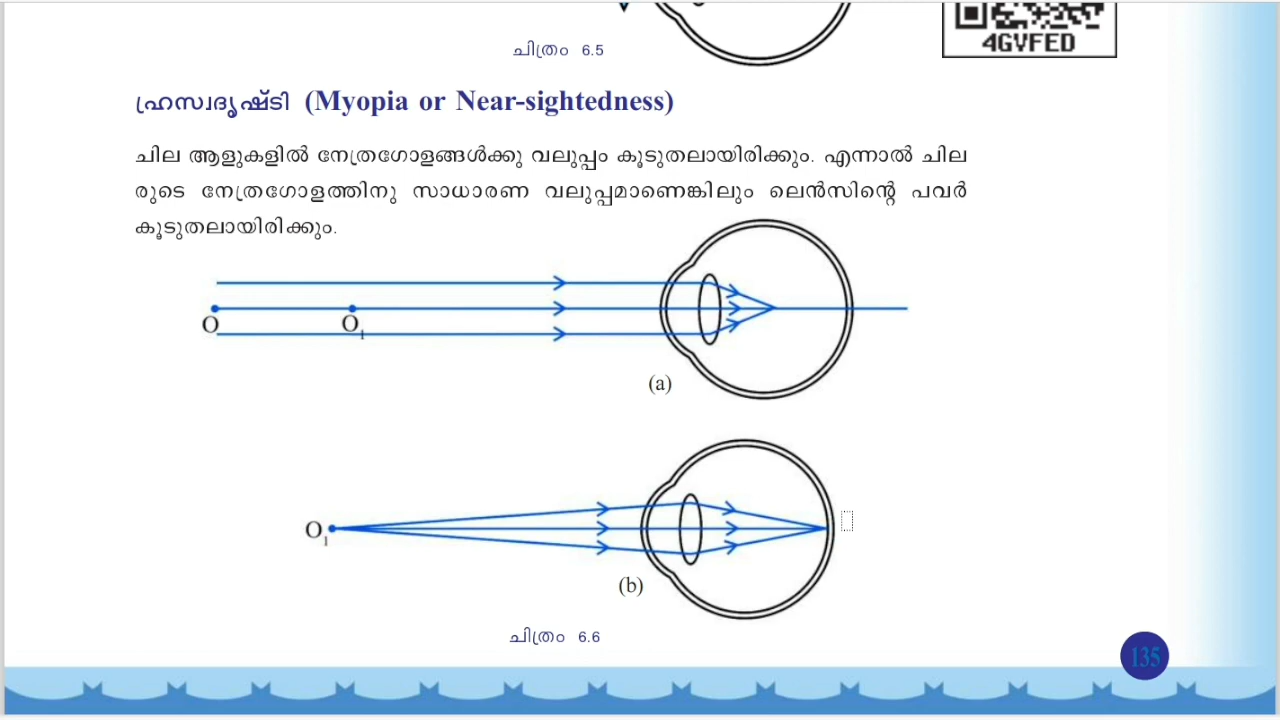 4GVFED
ചിത്രം 6.5
ഹ്രസ്വദൃഷ്ടി (Myopia or Near-sightedness)
ചില ആളുകളിൽ നേത്രഗോളങ്ങൾക്കു വലുപ്പം കൂടുതലായിരിക്കും. എന്നാൽ ചില
രുടെ നേത്രഗോളത്തിനു സാധാരണ വലുപ്പമാണെങ്കിലും ലെൻസിന്റെ പവർ
കൂടുതലായിരിക്കും.
O O₁
(a)
O₁
(b)
ചിത്രം 6.6
135